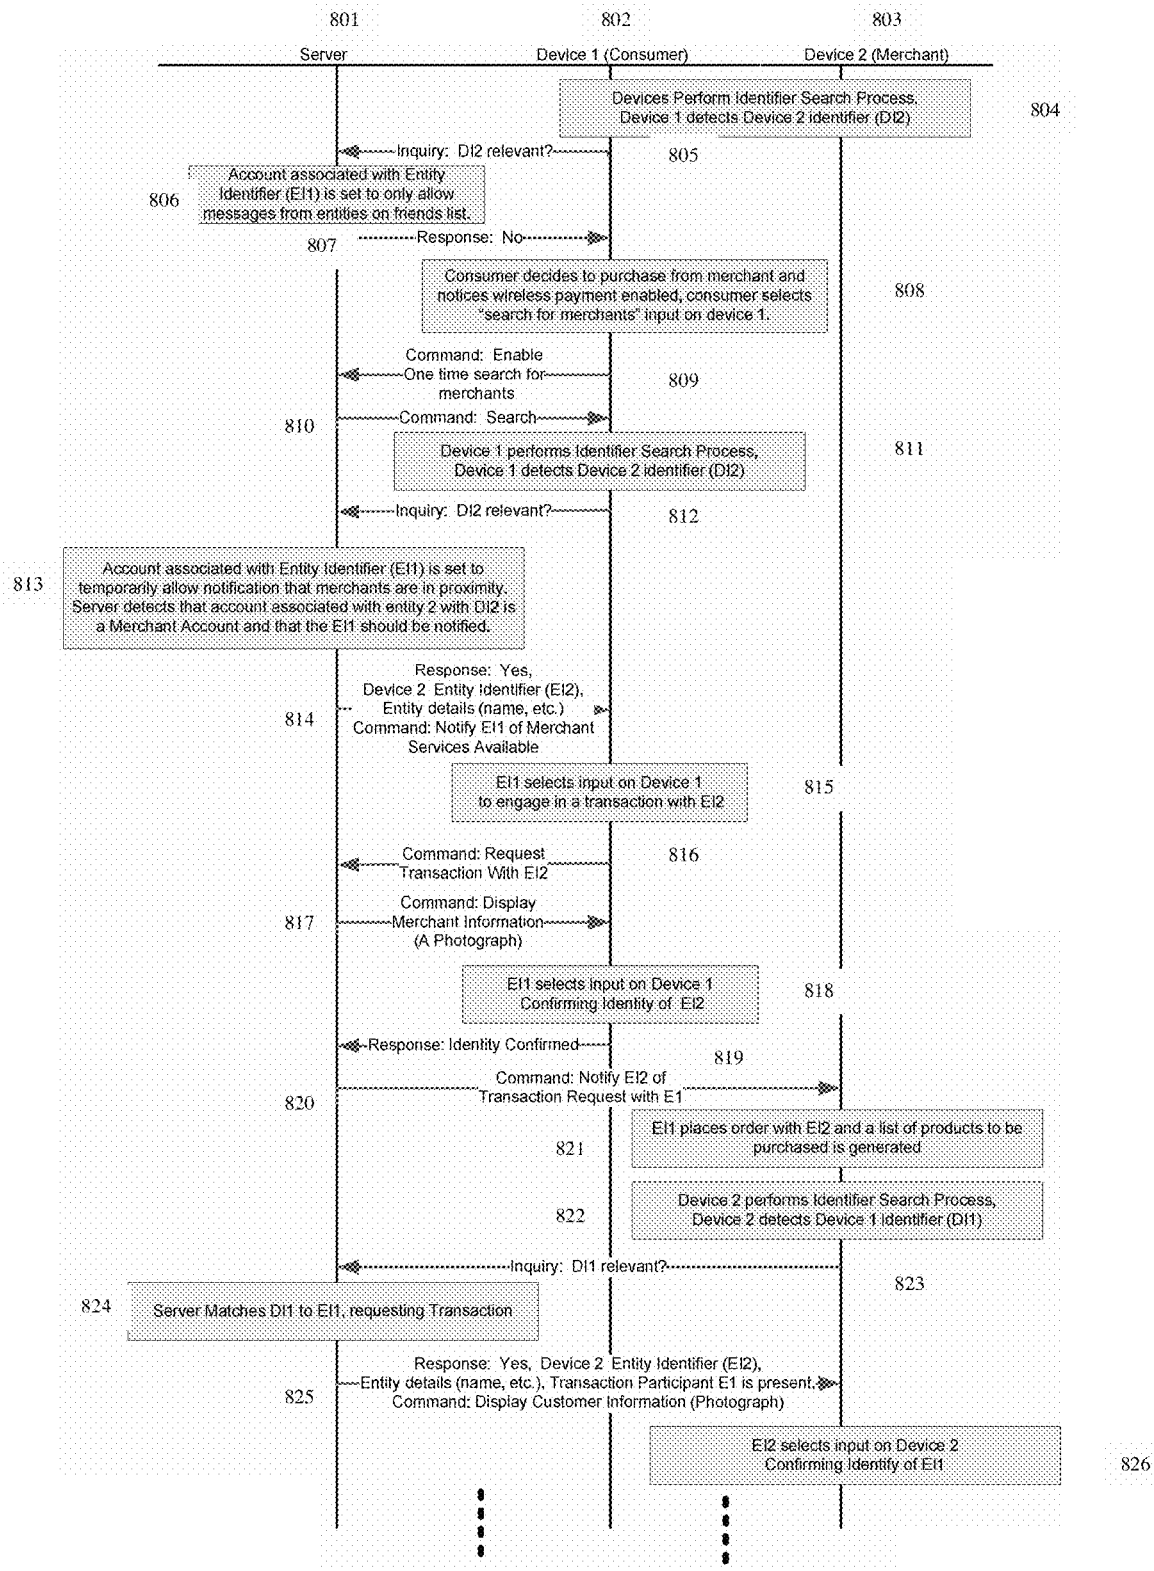 801 802 803
Server Device 1 (Consumer) Device 2 (Merchant)
Devices Perform Identifier Search Process,
Device 1 detects Device 2 identifier (DI2)
804
Inquiry: DI2 relevant?
805
806
Account associated with Entity
Identifier (EI1) is set to only allow
messages from entities on friends list.
807
Response: No
Consumer decides to purchase from merchant and
notices wireless payment enabled, consumer selects
"search for merchants" input on device 1.
808
Command: Enable
One time search for
merchants
809
810
Command: Search
Device 1 performs Identifier Search Process,
Device 1 detects Device 2 identifier (DI2)
811
Inquiry: DI2 relevant?
812
813
Account associated with Entity Identifier (EI1) is set to
temporarily allow notification that merchants are in proximity.
Server detects that account associated with entity 2 with DI2 is
a Merchant Account and that the EI1 should be notified.
814
Response: Yes,
Device 2 Entity Identifier (EI2),
Entity details (name, etc.)
Command: Notify EI1 of Merchant
Services Available
EI1 selects input on Device 1
to engage in a transaction with EI2
815
Command: Request
Transaction With EI2
816
817
Command: Display
Merchant Information
(A Photograph)
EI1 selects input on Device 1
Confirming Identity of EI2
818
Response: Identity Confirmed
819
820
Command: Notify EI2 of
Transaction Request with E1
821
EI1 places order with EI2 and a list of products to be
purchased is generated
822
Device 2 performs Identifier Search Process,
Device 2 detects Device 1 Identifier (DI1)
Inquiry: DI1 relevant?
823
824
Server Matches DI1 to EI1, requesting Transaction
825
Response: Yes, Device 2 Entity Identifier (EI2),
Entity details (name, etc.), Transaction Participant E1 is present,
Command: Display Customer Information (Photograph)
EI2 selects input on Device 2
Confirming Identify of EI1
826